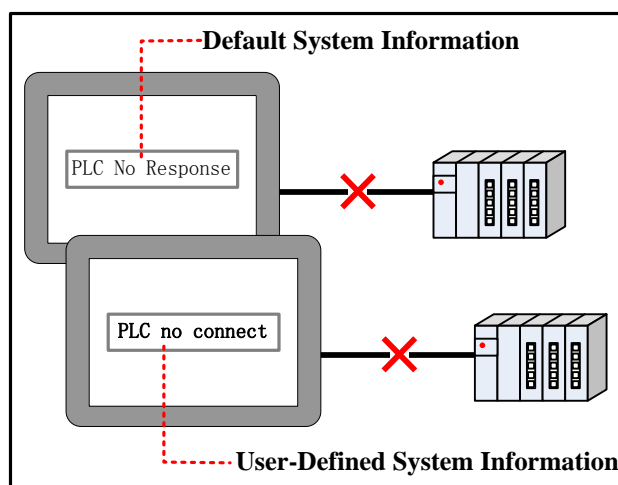 Default System Information
PLC No Response
PLC no connect
User-Defined System Information